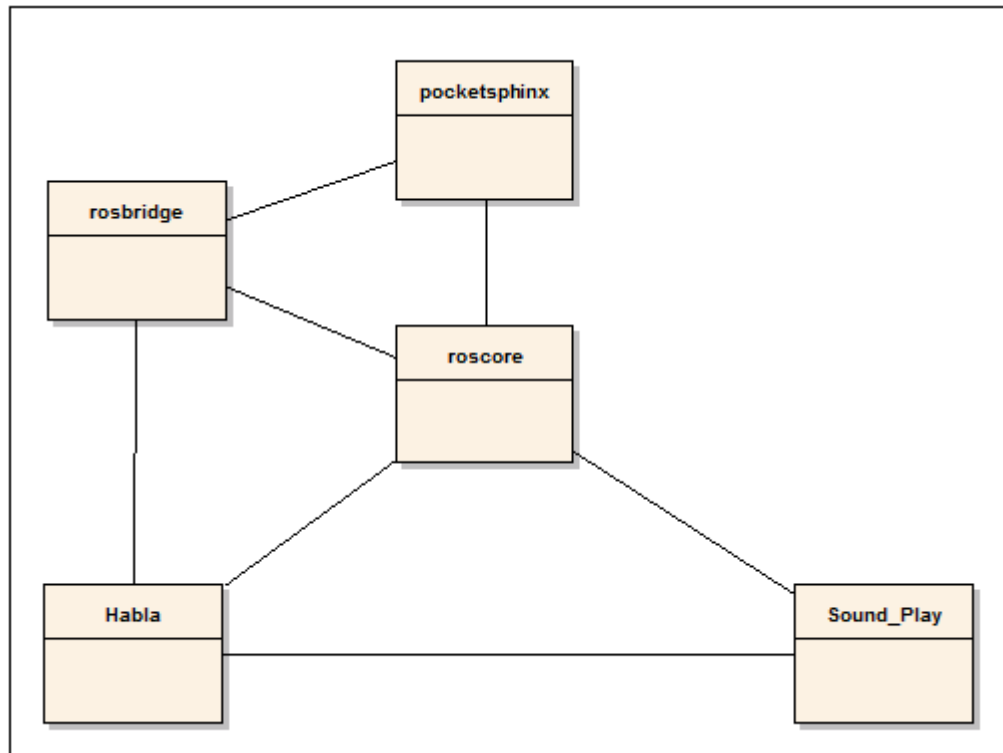 pocketsphinx
rosbridge
roscore
Habla
Sound_Play